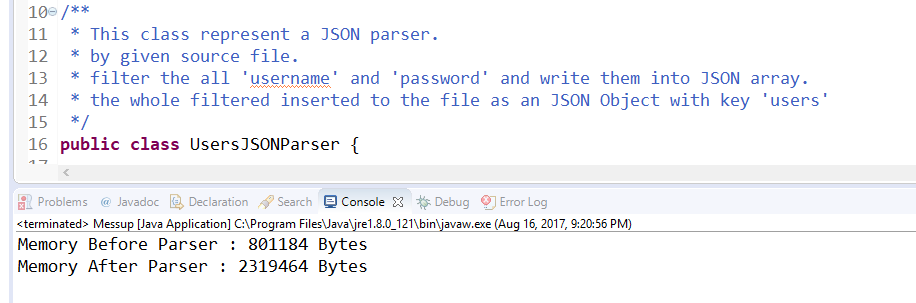 10 /**
11 * This class represent a JSON parser.
12 * by given source file.
13 * filter the all 'username' and 'password' and write them into JSON array.
14 * the whole filtered inserted to the file as an JSON Object with key 'users'
15 */
16 public class UsersJSONParser {
Problems @ Javadoc Declaration Search Console Debug Error Log
<terminated> Messup [Java Application] C:\Program Files\Java\jre1.8.0_121\bin\javaw.exe (Aug 16, 2017, 9:20:56 PM)
Memory Before Parser : 801184 Bytes
Memory After Parser : 2319464 Bytes